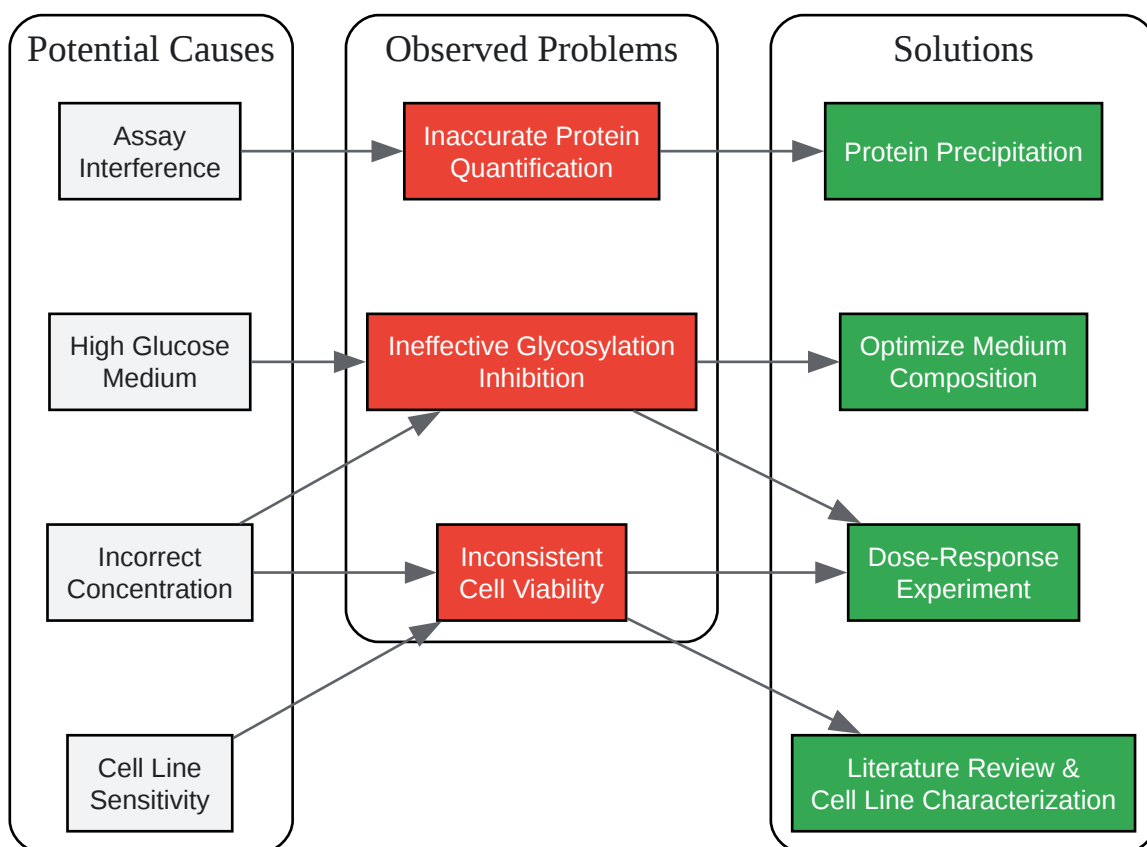 Potential Causes
Observed Problems
Solutions
Assay
Interference
Inaccurate Protein
Quantification
Protein Precipitation
High Glucose
Medium
Ineffective Glycosylation
Inhibition
Optimize Medium
Composition
Incorrect
Concentration
Inconsistent
Cell Viability
Dose-Response
Experiment
Cell Line
Sensitivity
Literature Review &
Cell Line Characterization